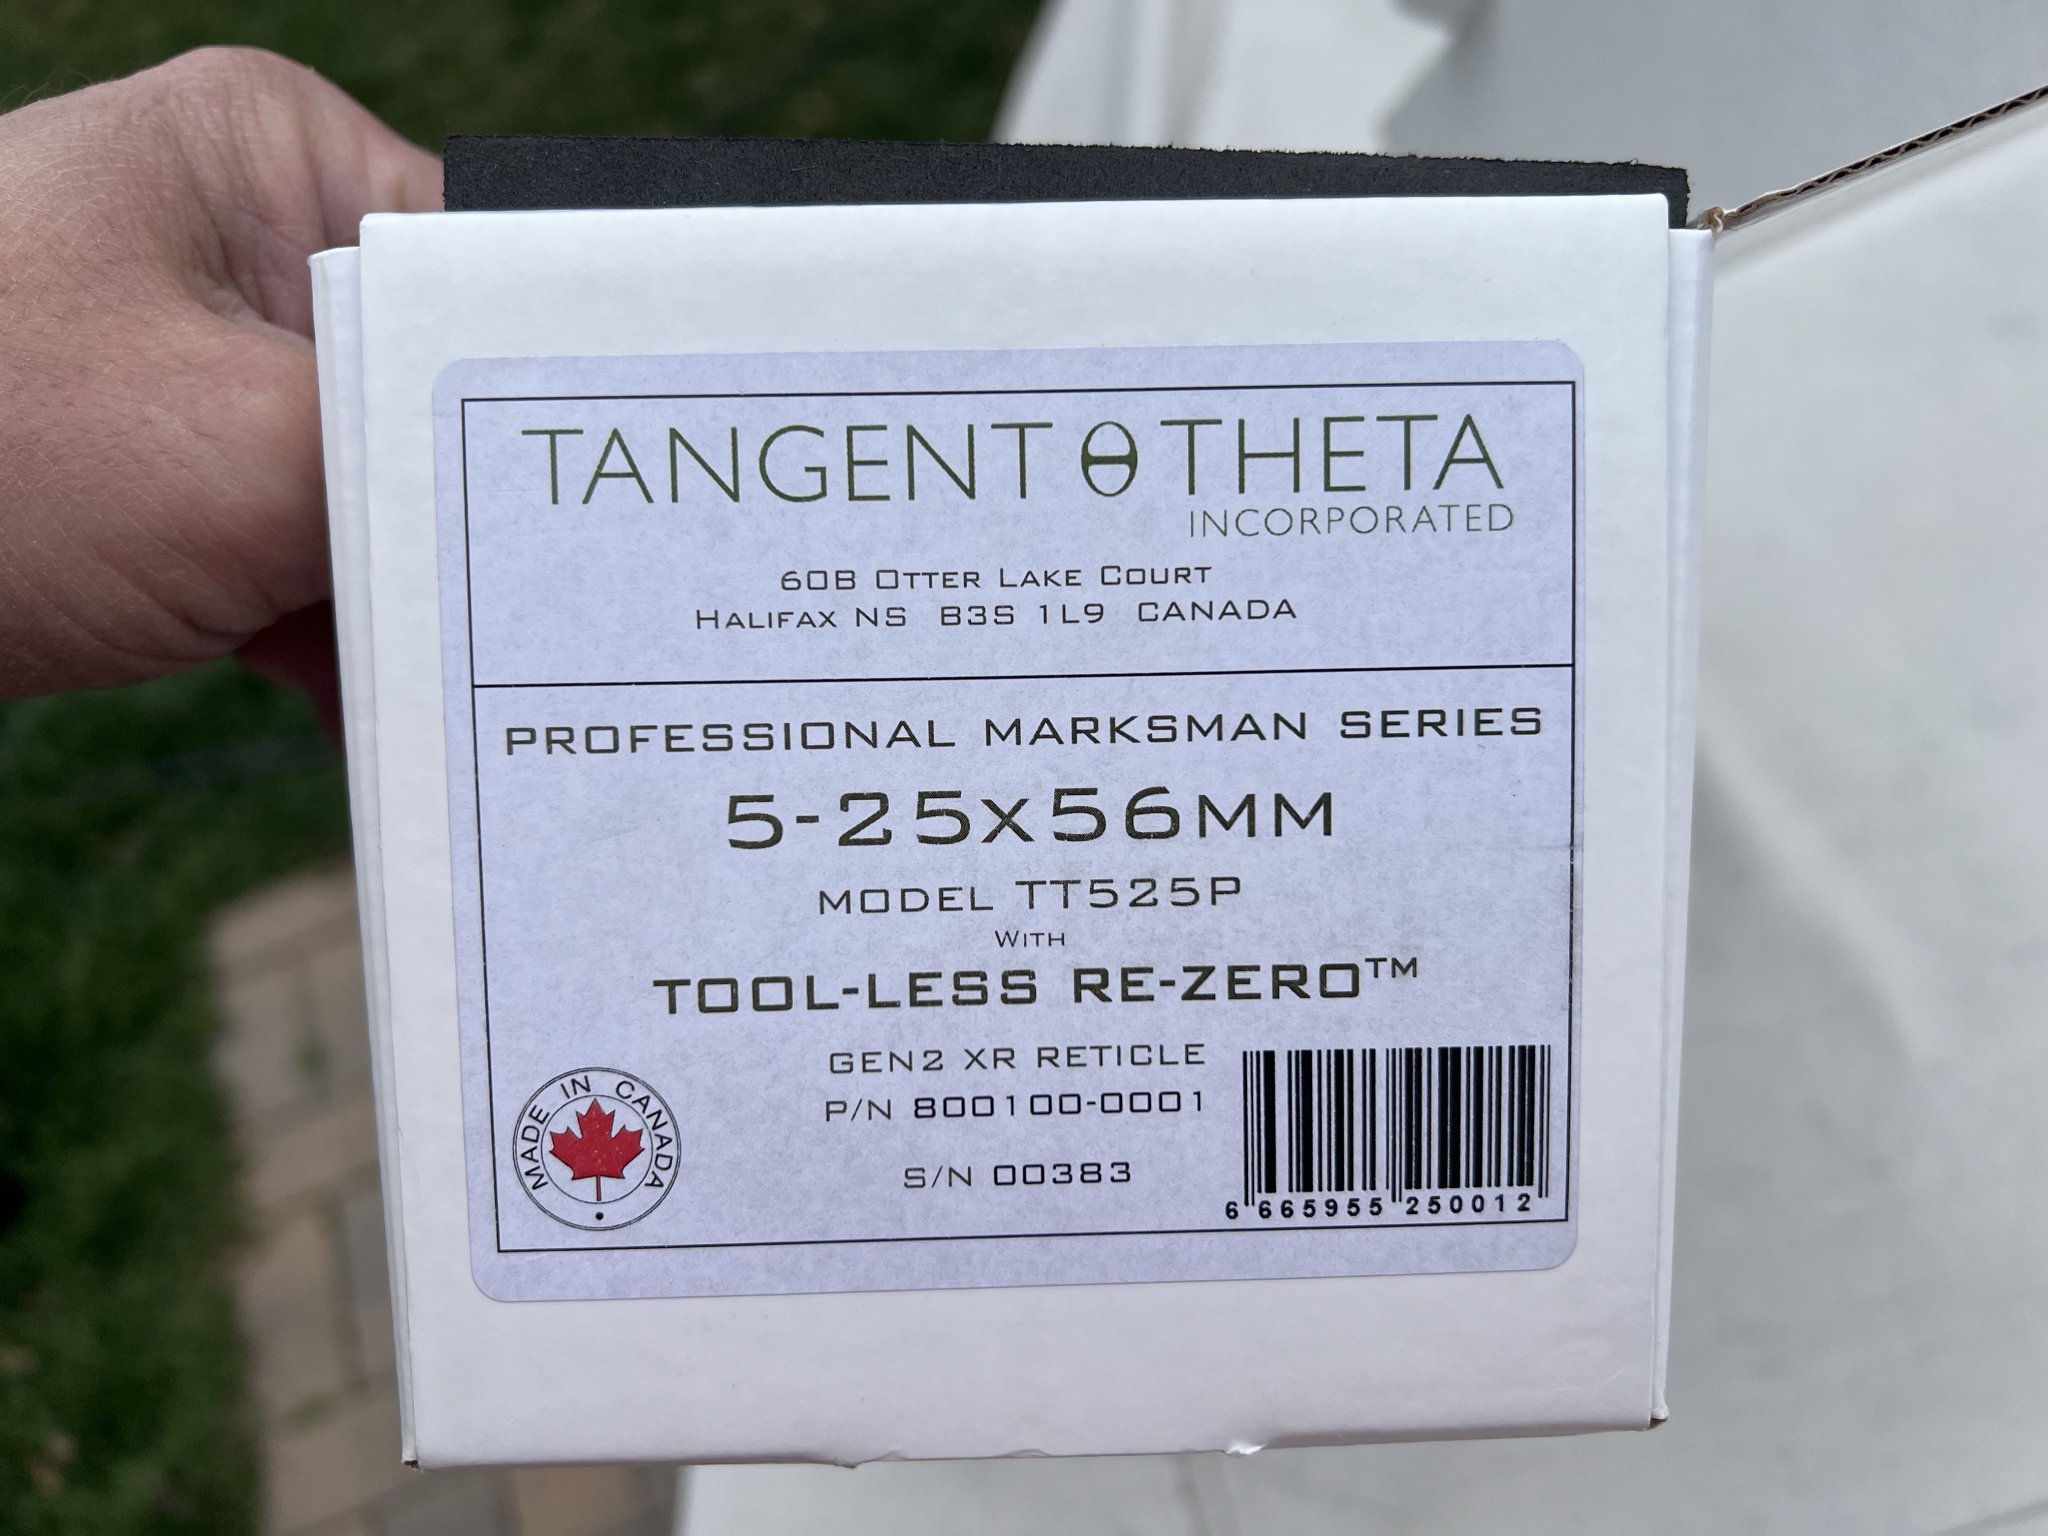 TANGENT θ THETA
INCORPORATED
60B OTTER LAKE COURT
HALIFAX NS B3S 1L9 CANADA
PROFESSIONAL MARKSMAN SERIES
5-25x56MM
MODEL TT525P
WITH
TOOL-LESS RE-ZERO™
GEN2 XR RETICLE
P/N 800100-0001
S/N 00383
MADE IN CANADA
6 665955 250012